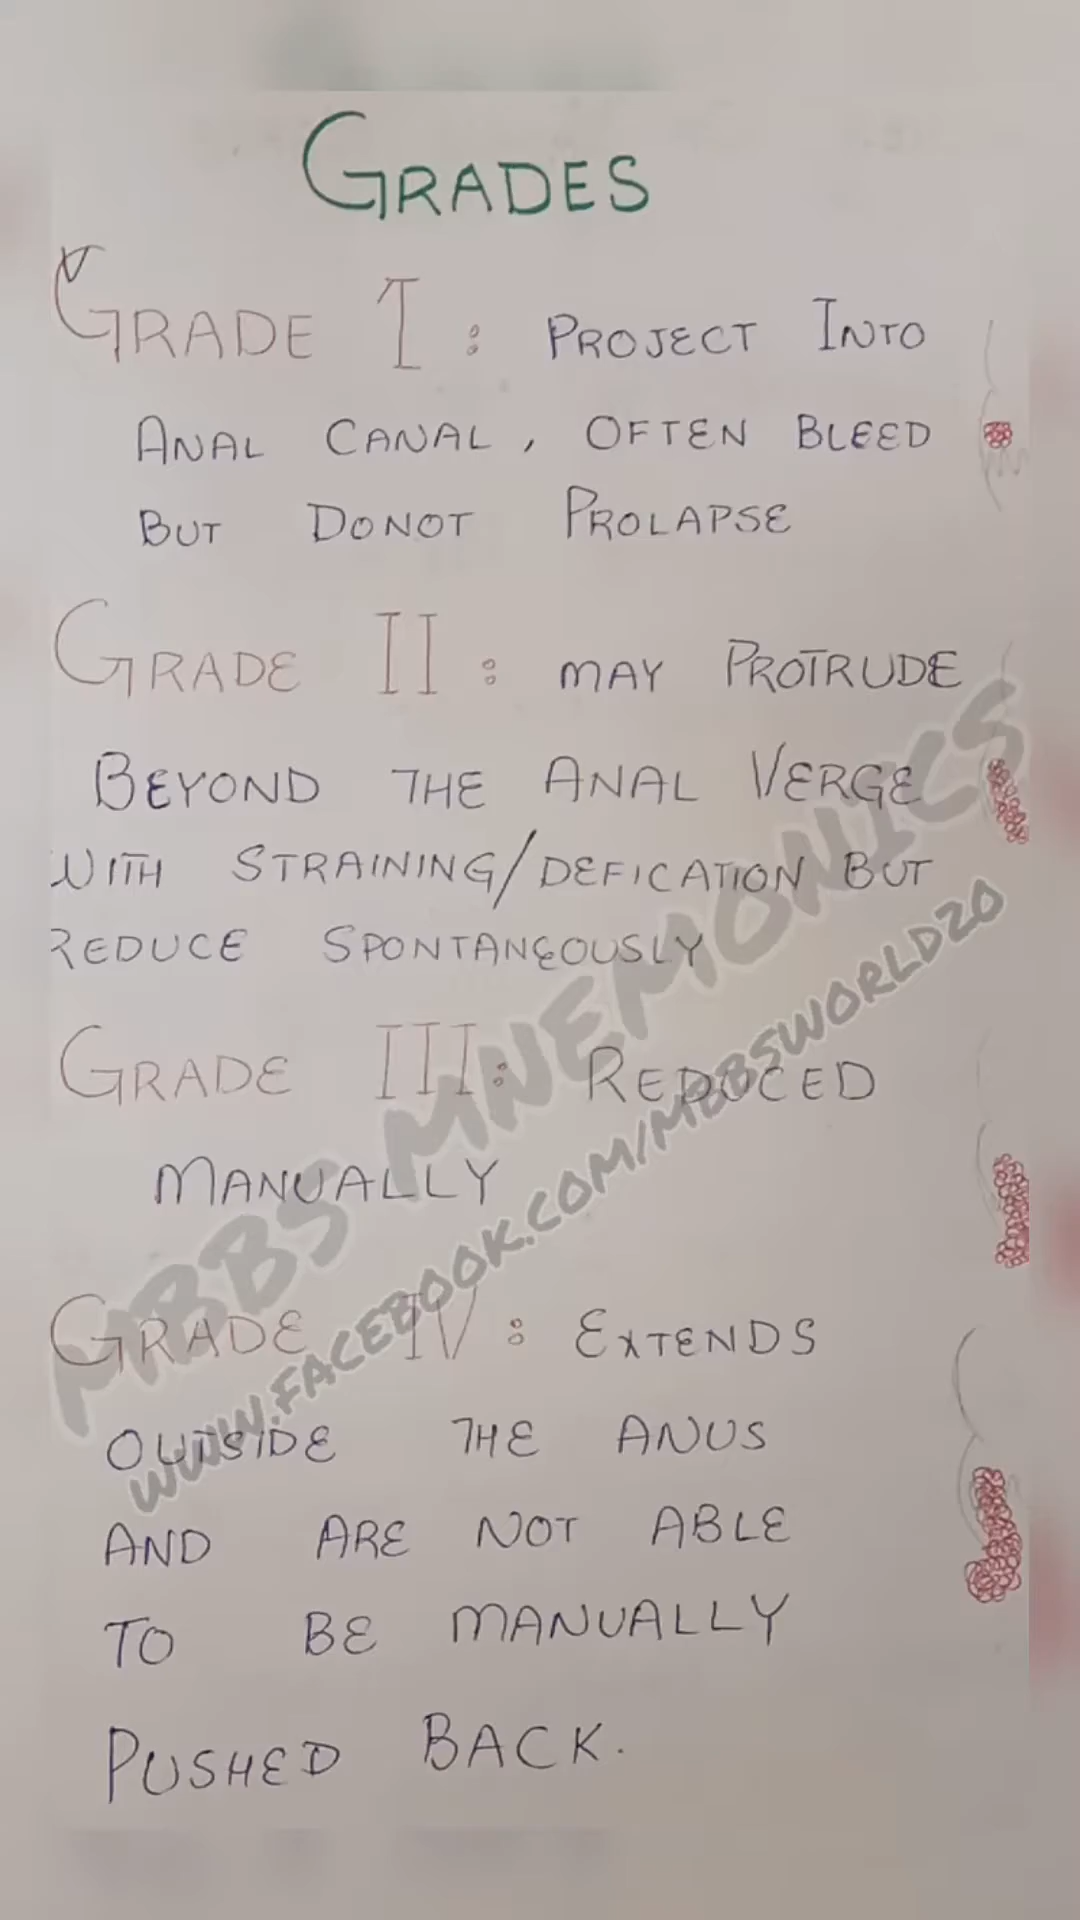 GRADES
GRADE I : PROJECT INTO
ANAL CANAL, OFTEN BLEED
BUT DONOT PROLAPSE
GRADE II : MAY PROTRUDE
BEYOND THE ANAL VERGE
WITH STRAINING/DEFICATION BUT
REDUCE SPONTANEOUSLY
GRADE III : REDUCED
MANUALLY
GRADE IV : EXTENDS
OUTSIDE THE ANUS
AND ARE NOT ABLE
TO BE MANUALLY
PUSHED BACK.
MBBS MNEMONICS
WWW.FACEBOOK.COM/MBBSWORLD20